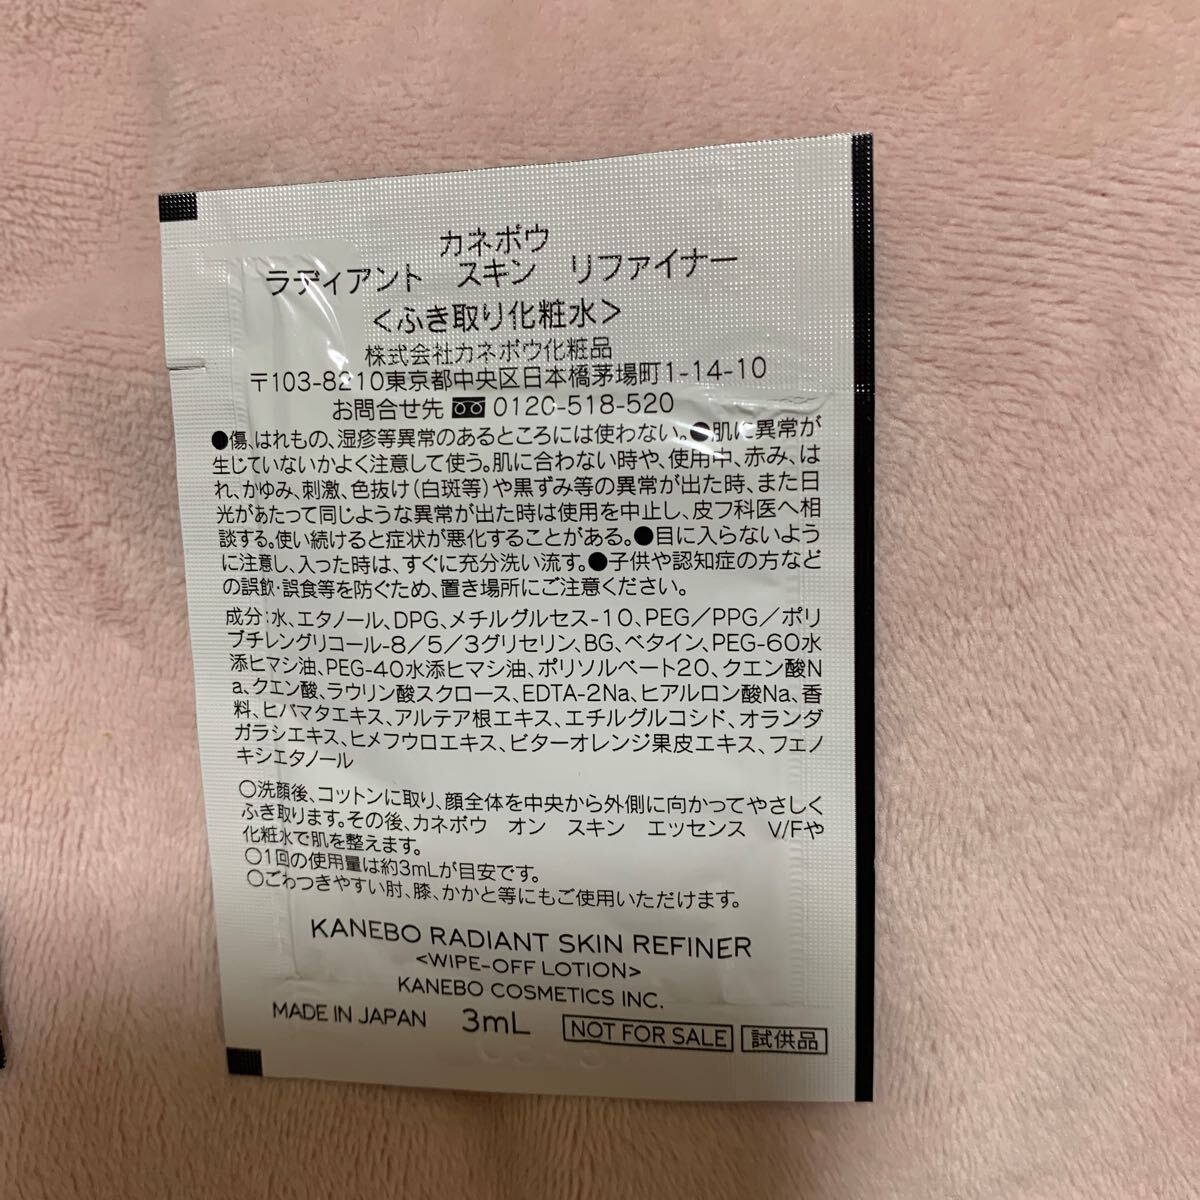 カネボウ
ラディアント スキン リファイナー
<ふき取り化粧水>
株式会社カネボウ化粧品
〒103-8210東京都中央区日本橋茅場町1-14-10
お問合せ先 0120-518-520
●傷、はれもの、湿疹等異常のあるところには使わない。●肌に異常が
生じていないかよく注意して使う。肌に合わない時や、使用中、赤み、は
れ、かゆみ、刺激、色抜け(白斑等)や黒ずみ等の異常が出た時、また日
光があたって同じような異常が出た時は使用を中止し、皮フ科医へ相
談する。使い続けると症状が悪化することがある。●目に入らないよう
に注意し、入った時は、すぐに充分洗い流す。●子供や認知症の方など
の誤飲・誤食等を防ぐため、置き場所にご注意ください。
成分:水、エタノール、DPG、メチルグルセス-10、PEG/PPG/ポリ
ブチレングリコール-8/5/3グリセリン、BG、ベタイン、PEG-60水
添ヒマシ油、PEG-40水添ヒマシ油、ポリソルベート20、クエン酸N
a、クエン酸、ラウリン酸スクロース、EDTA-2Na、ヒアルロン酸Na、香
料、ヒバマタエキス、アルテア根エキス、エチルグルコシド、オランダ
ガラシエキス、ヒメフウロエキス、ビターオレンジ果皮エキス、フェノ
キシエタノール
○洗顔後、コットンに取り、顔全体を中央から外側に向かってやさしく
ふき取ります。その後、カネボウ オン スキン エッセンス V/Fや
化粧水で肌を整えます。
○1回の使用量は約3mLが目安です。
○ごわつきやすい肘、膝、かかと等にもご使用いただけます。
KANEBO RADIANT SKIN REFINER
<WIPE-OFF LOTION>
KANEBO COSMETICS INC.
MADE IN JAPAN 3mL NOT FOR SALE 試供品